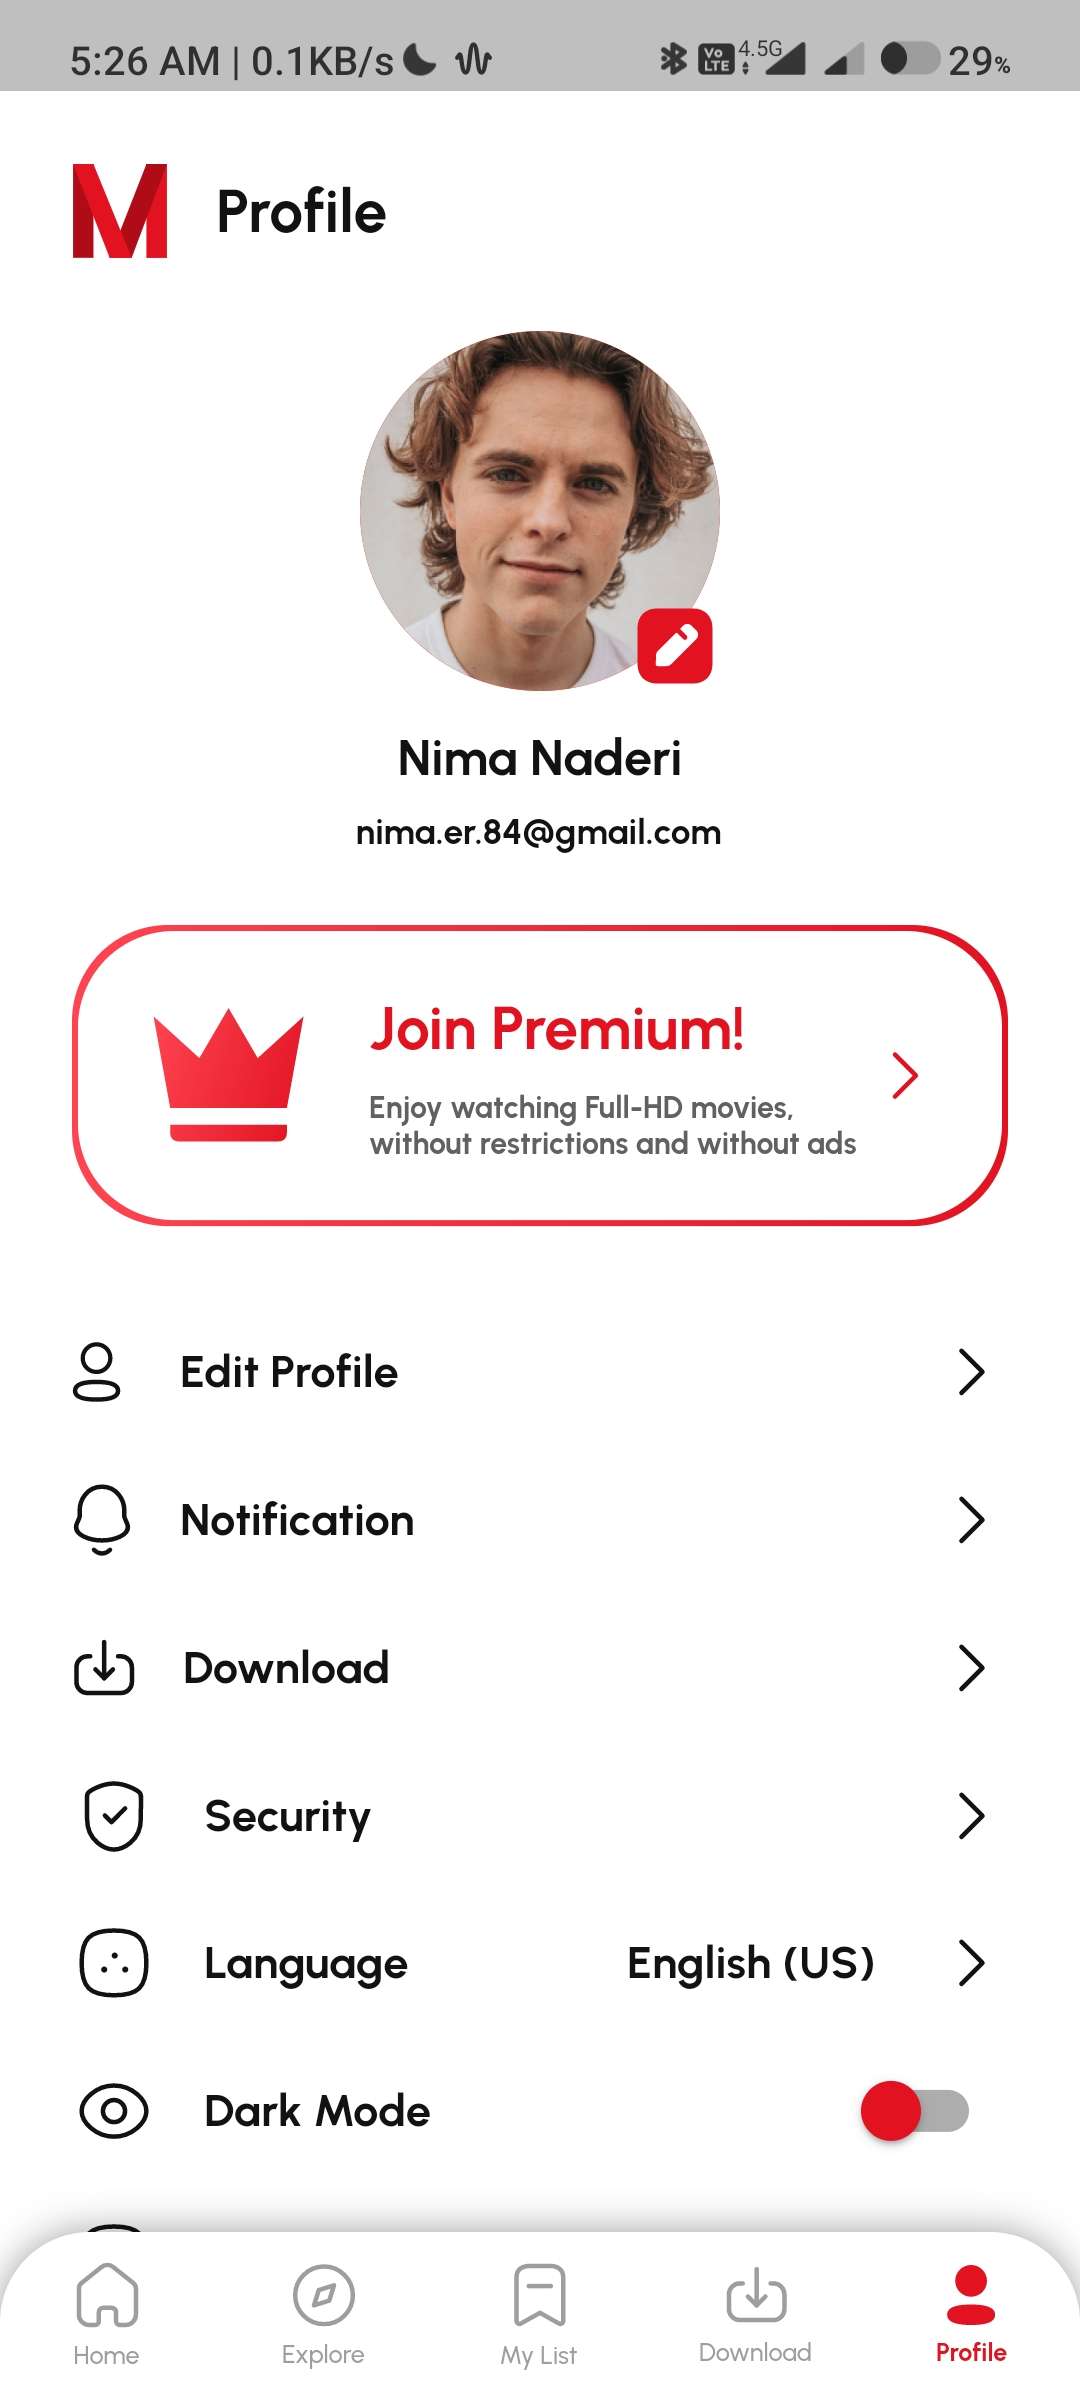 5:26 AM | 0.1KB/s Vo LTE 4.5G 29%
M Profile
Nima Naderi
nima.er.84@gmail.com
Join Premium!
Enjoy watching Full-HD movies,
without restrictions and without ads
Edit Profile
Notification
Download
Security
Language English (US)
Dark Mode
Home Explore My List Download Profile